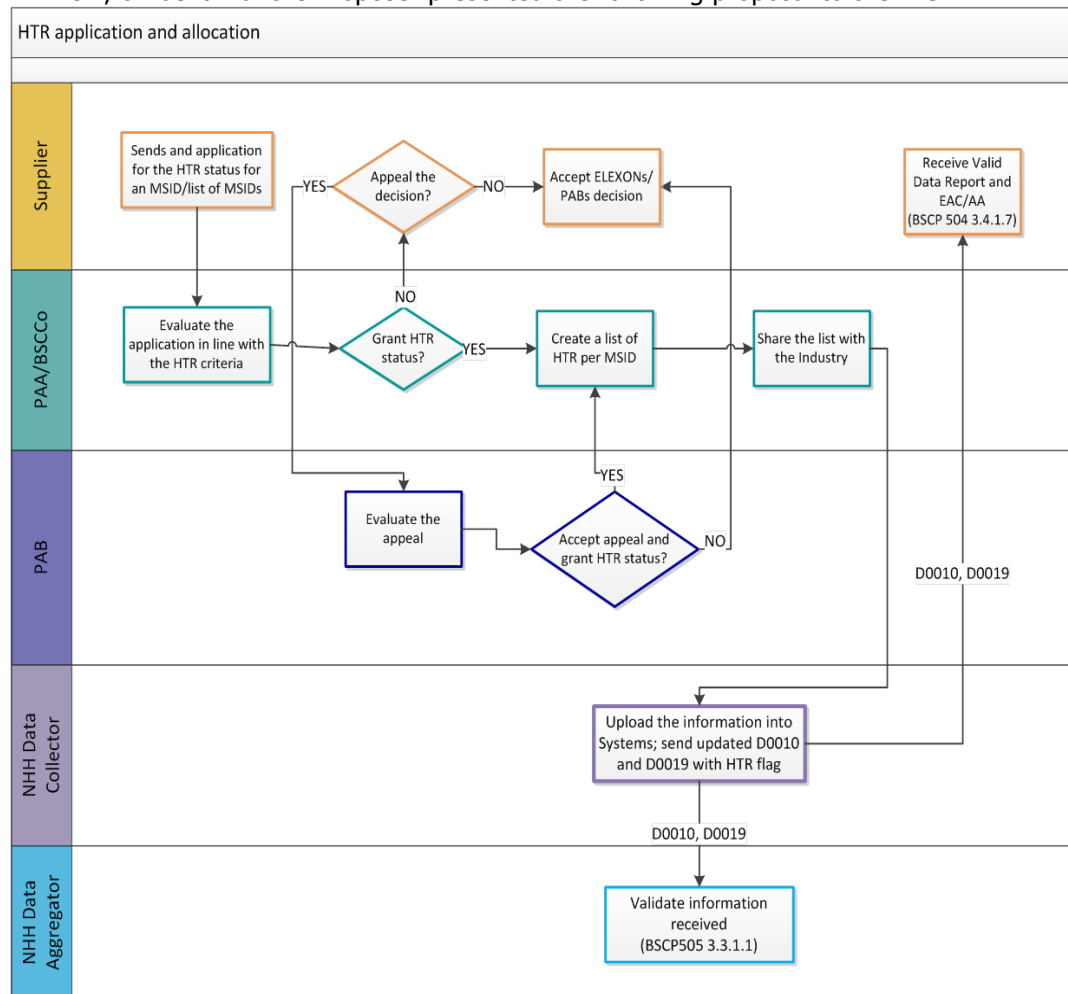 HTR application and allocation
Supplier
Sends and application
for the HTR status for
an MSID/list of MSIDs
YES
Appeal the
decision?
NO
Accept ELEXONs/
PABs decision
Receive Valid
Data Report and
EAC/AA
(BSCP 504 3.4.1.7)
PAA/BSCCo
Evaluate the
application in line with
the HTR criteria
NO
Grant HTR
status?
YES
Create a list of
HTR per MSID
Share the list with
the Industry
PAB
Evaluate the
appeal
YES
Accept appeal and
grant HTR status?
NO
D0010, D0019
NHH Data
Collector
Upload the information into
Systems; send updated D0010
and D0019 with HTR flag
D0010, D0019
NHH Data
Aggregator
Validate information
received
(BSCP505 3.3.1.1)